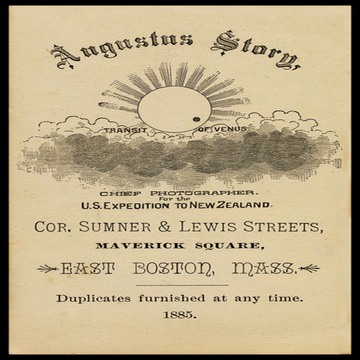 Augustus Story,
TRANSIT OF VENUS
CHIEF PHOTOGRAPHER.
For the
U.S. EXPEDITION TO NEW ZEALAND.
COR. SUMNER & LEWIS STREETS,
MAVERICK SQUARE,
EAST BOSTON, MASS.
Duplicates furnished at any time.
1885.